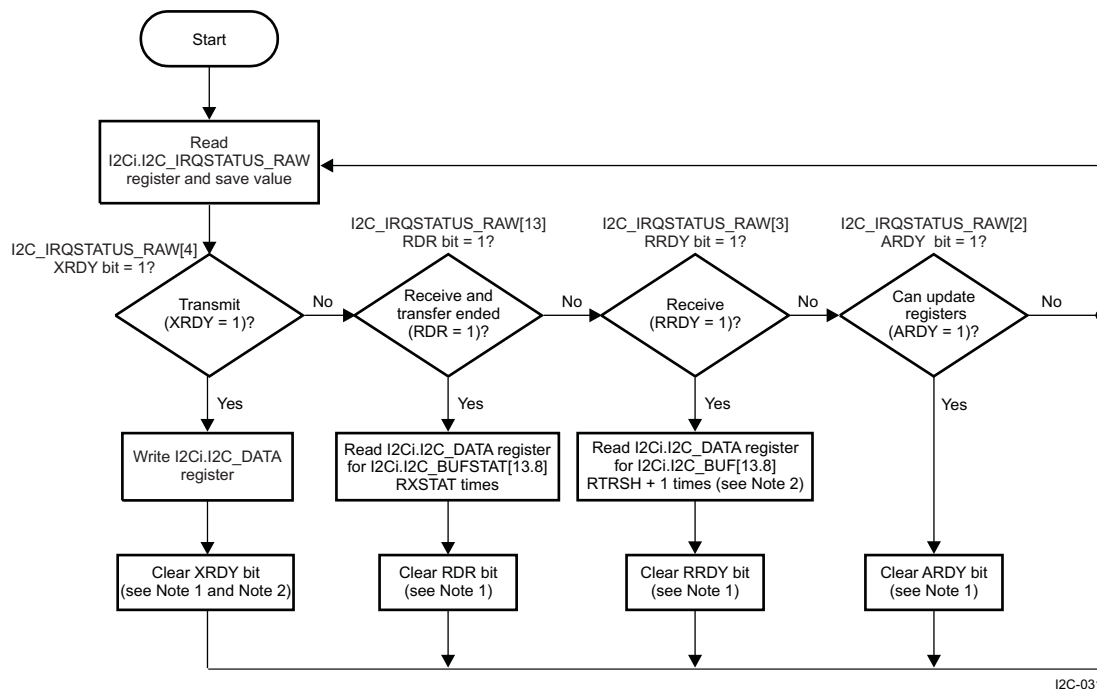 Start
Read
I2Ci.I2C_IRQSTATUS_RAW
register and save value
I2C_IRQSTATUS_RAW[4]
XRDY bit = 1?
I2C_IRQSTATUS_RAW[13]
RDR bit = 1?
I2C_IRQSTATUS_RAW[3]
RRDY bit = 1?
I2C_IRQSTATUS_RAW[2]
ARDY bit = 1?
Transmit
(XRDY = 1)?
No
Receive and
transfer ended
(RDR = 1)?
No
Receive
(RRDY = 1)?
No
Can update
registers
(ARDY = 1)?
No
Yes
Yes
Yes
Yes
Write I2Ci.I2C_DATA
register
Read I2Ci.I2C_DATA register
for I2Ci.I2C_BUFSTAT[13.8]
RXSTAT times
Read I2Ci.I2C_DATA register
for I2Ci.I2C_BUF[13.8]
RTRSH + 1 times (see Note 2)
Clear XRDY bit
(see Note 1 and Note 2)
Clear RDR bit
(see Note 1)
Clear RRDY bit
(see Note 1)
Clear ARDY bit
(see Note 1)